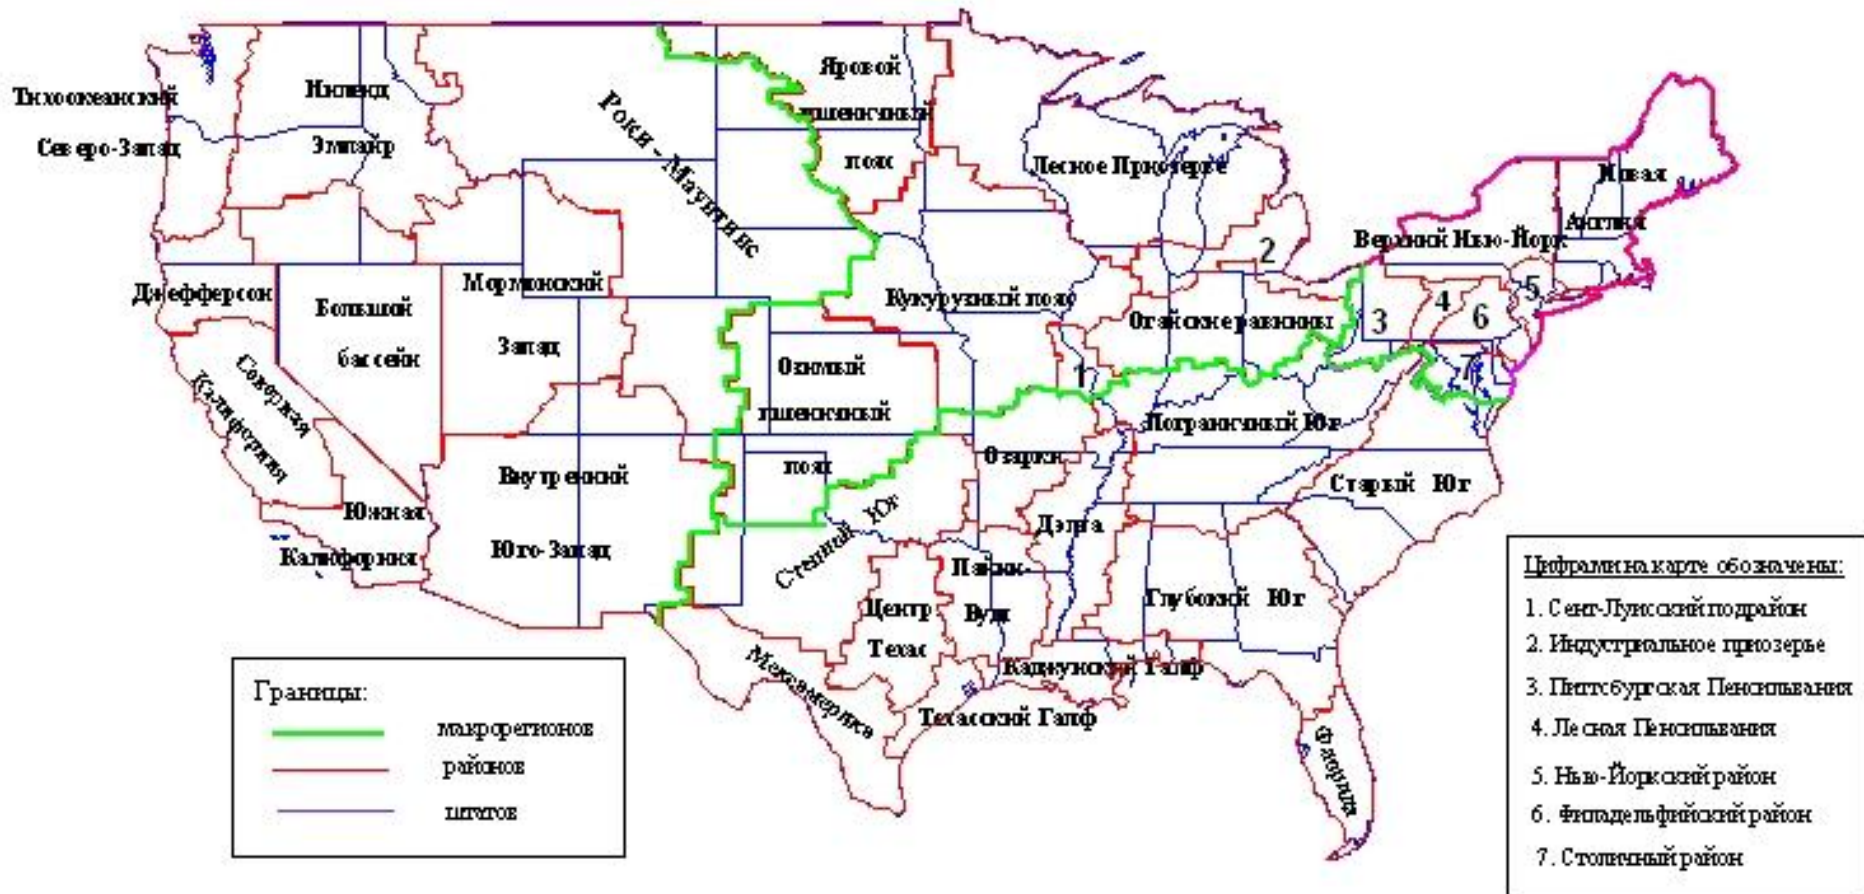 Тихоокеанский
Северо-Запад
Инленд
Эмпайр
Роки – Маунтинс
Яровой
пшеничный
пояс
Лесное Приозерье
Новая
Англия
Верхний Нью-Йорк
2
5
4
6
3
7
1
Джефферсон
Большой
бассейн
Мормонский
Запад
Кукурузный пояс
Огайские равнины
Северная
Калифорния
Озимый
пшеничный
пояс
Пограничный Юг
Озарки
Старый Юг
Внутренний
Юго-Запад
Южная
Калифорния
Степной Юг
Дэлта
Пайни-
Вудз
Глубокий Юг
Центр
Техас
Мексамерика
Каджунский Галф
Техасский Галф
Флорида
Границы:
макрорегионов
районов
штатов
Цифрами на карте обозначены:
1. Сент-Луисский подрайон
2. Индустриальное приозерье
3. Питтсбургская Пенсильвания
4. Лесная Пенсильвания
5. Нью-Йоркский район
6. Филадельфийский район
7. Столичный район